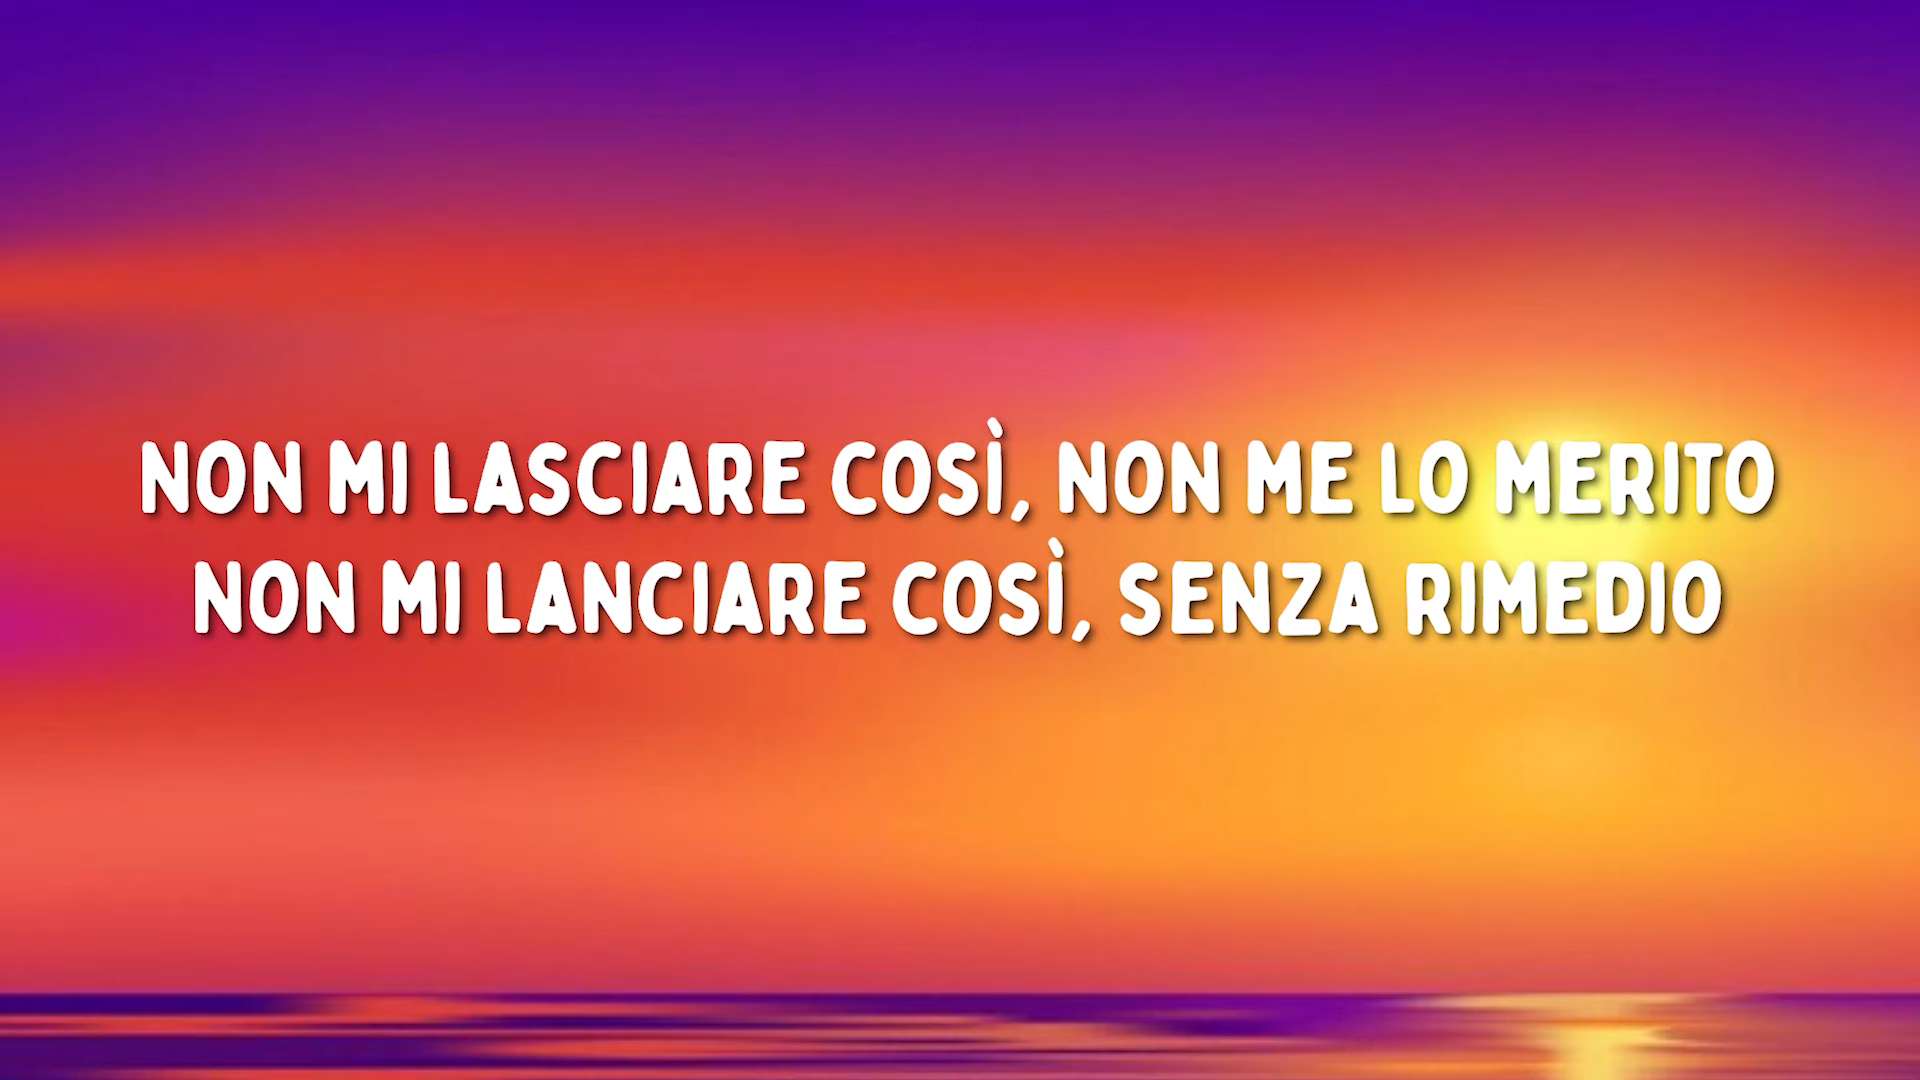 NON MI LASCIARE COSÌ, NON ME LO MERITO
NON MI LANCIARE COSÌ, SENZA RIMEDIO